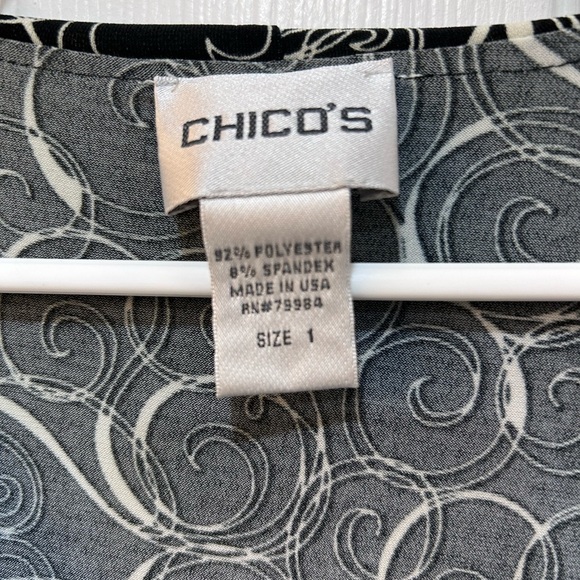 CHICO'S
92% POLYESTER
8% SPANDEX
MADE IN USA
RN#79984
SIZE 1